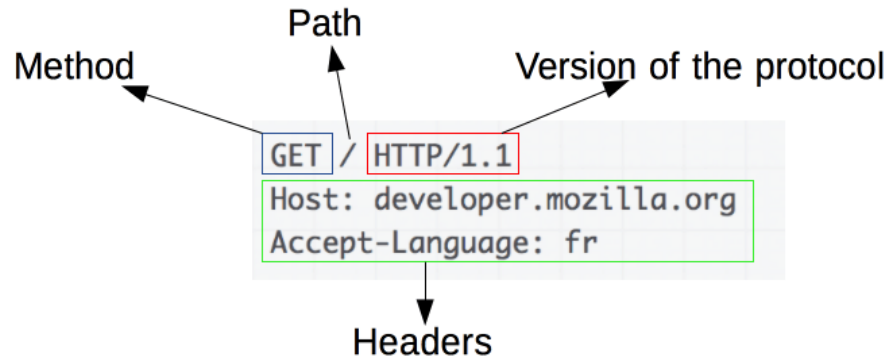 Path
Method
Version of the protocol
GET / HTTP/1.1
Host: developer.mozilla.org
Accept-Language: fr
Headers